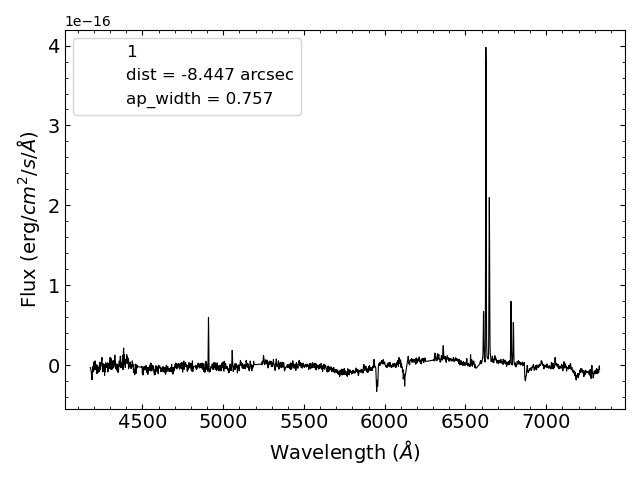 1e−16
1
dist = -8.447 arcsec
ap_width = 0.757
4
3
2
1
0
Flux (erg/cm²/s/Å)
4500 5000 5500 6000 6500 7000
Wavelength (Å)